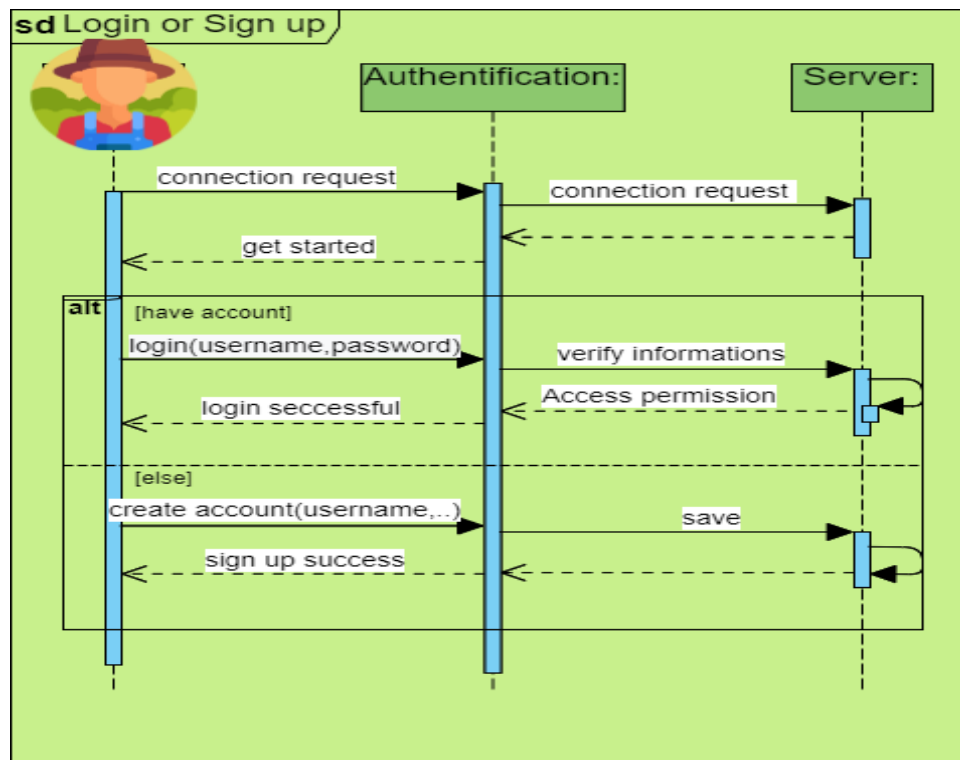 sd Login or Sign up
Authentification:
Server:
connection request
connection request
get started
alt
[have account]
login(username,password)
verify informations
Access permission
login seccessful
[else]
create account(username,..)
save
sign up success